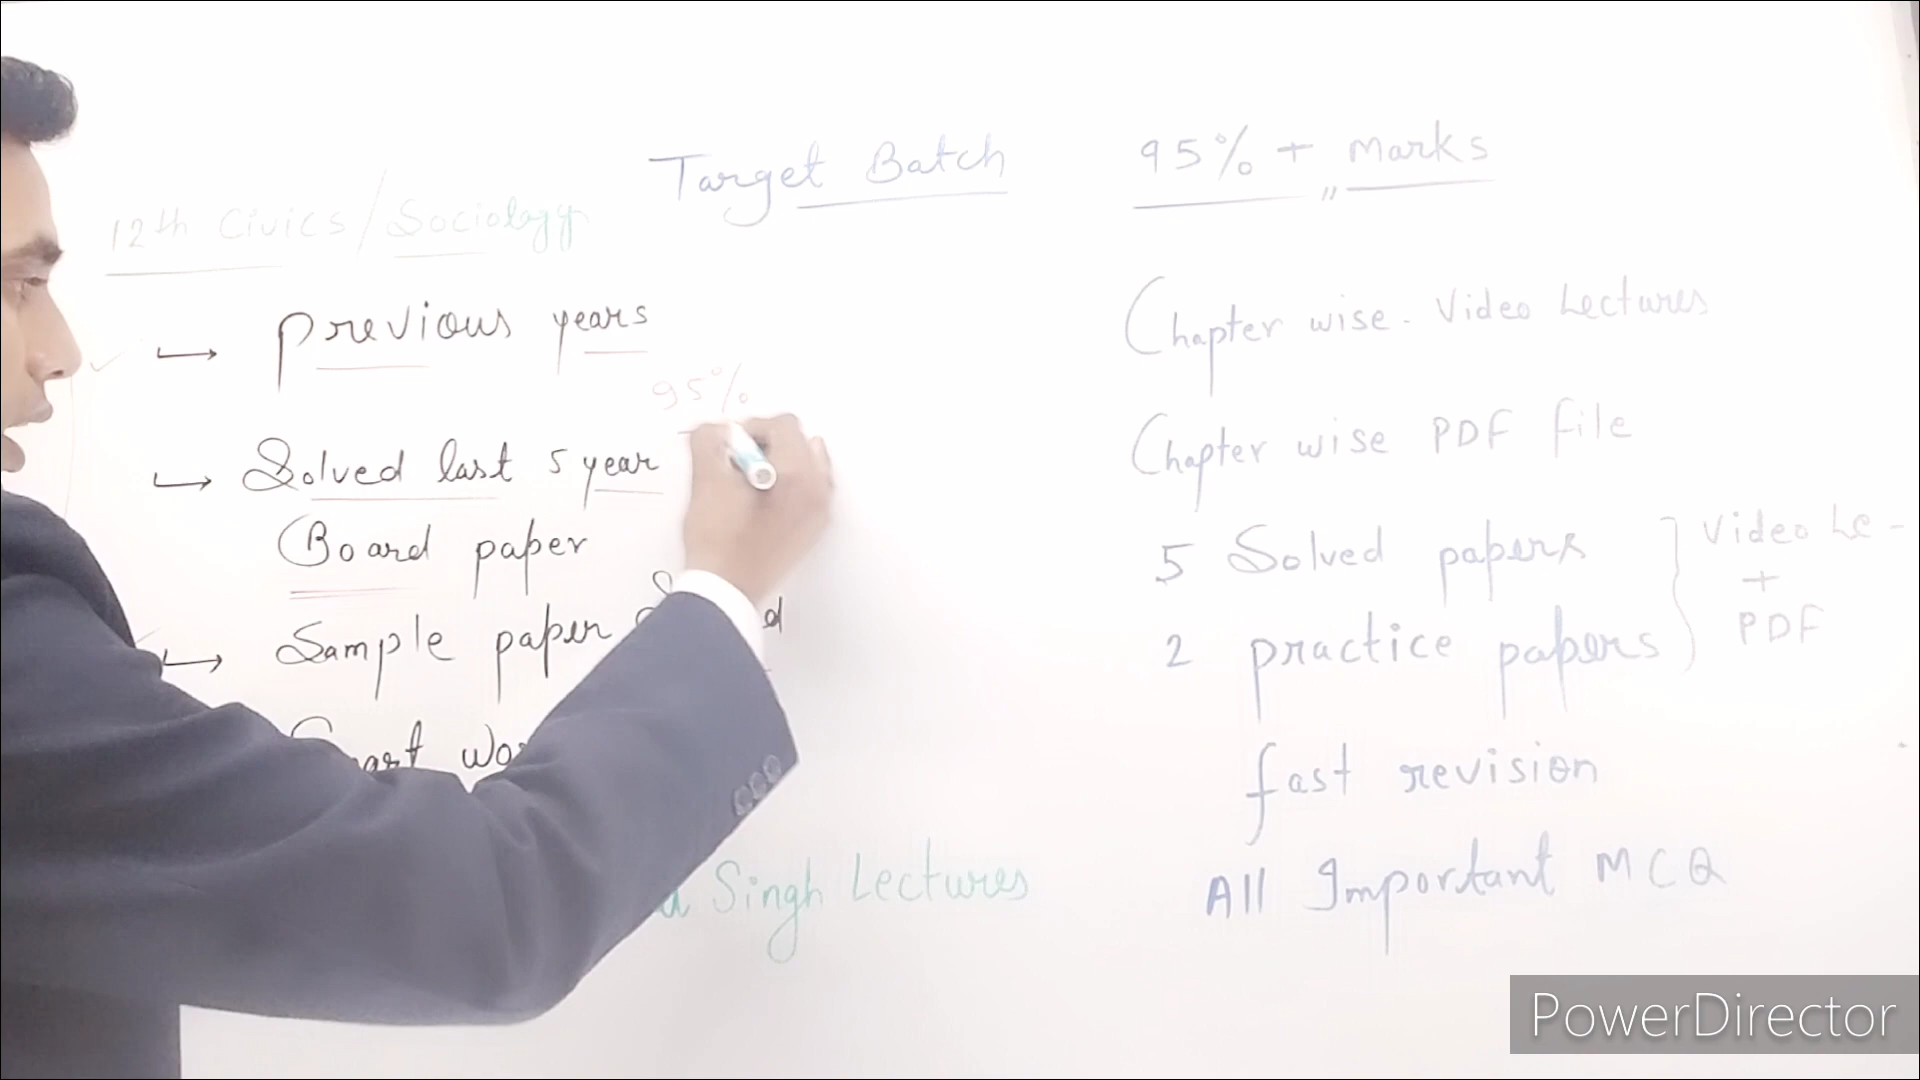 Target Batch 95% + Marks
12th Civics/Sociology
Previous years
95%
Solved last 5 year
Board paper
Sample paper
Singh Lectures
Chapter wise. Video Lectures
Chapter wise PDF file
5 Solved papers
2 practice papers
Video Le -
+
PDF
fast revision
All Important MCQ
PowerDirector